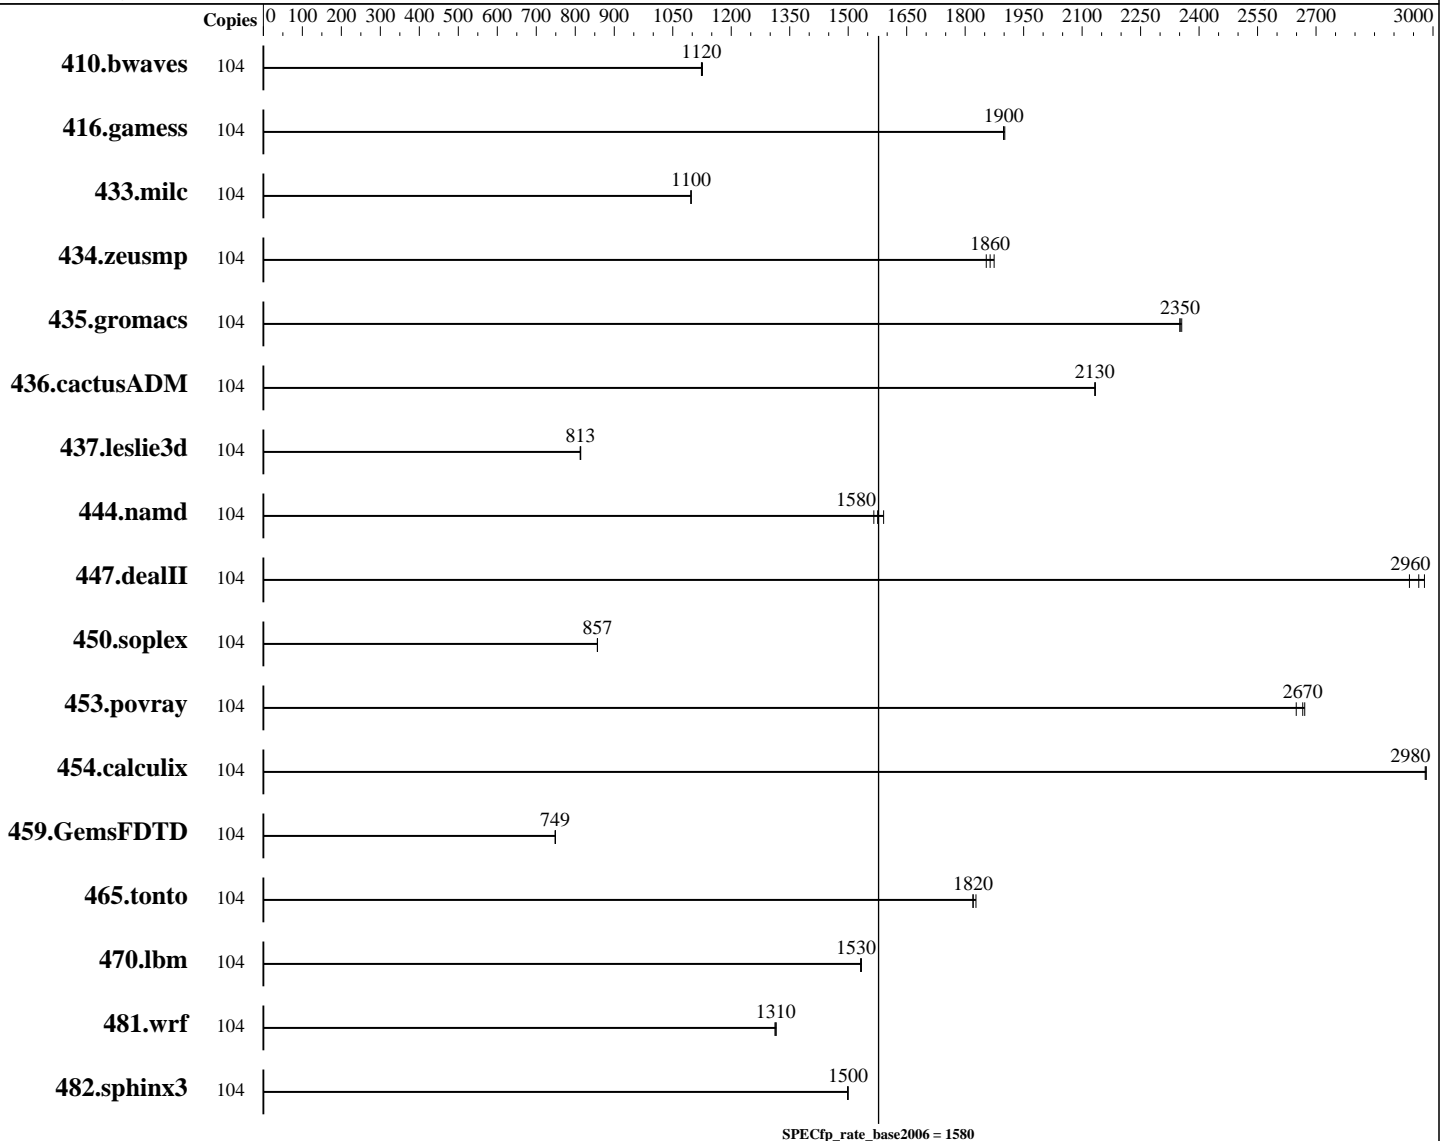 Copies 0 100 200 300 400 500 600 700 800 900 1050 1200 1350 1500 1650 1800 1950 2100 2250 2400 2550 2700 3000
410.bwaves 104 1120
416.gamess 104 1900
433.milc 104 1100
434.zeusmp 104 1860
435.gromacs 104 2350
436.cactusADM 104 2130
437.leslie3d 104 813
444.namd 104 1580
447.dealII 104 2960
450.soplex 104 857
453.povray 104 2670
454.calculix 104 2980
459.GemsFDTD 104 749
465.tonto 104 1820
470.lbm 104 1530
481.wrf 104 1310
482.sphinx3 104 1500
SPECfp_rate_base2006 = 1580